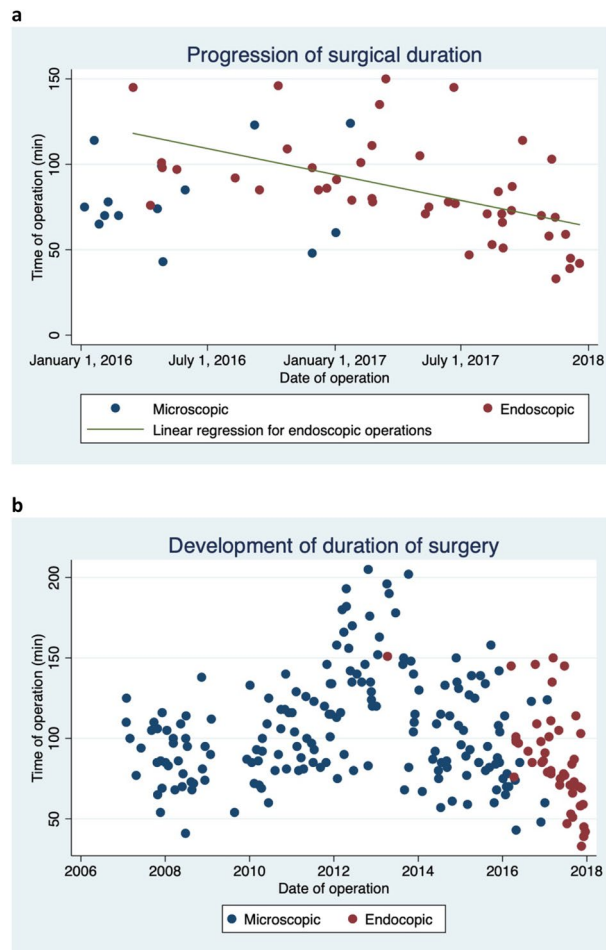 a
Progression of surgical duration
Time of operation (min)
150
100
50
0
January 1, 2016 July 1, 2016 January 1, 2017 July 1, 2017 2018
Date of operation
Microscopic Endoscopic
Linear regression for endoscopic operations
b
Development of duration of surgery
Time of operation (min)
200
150
100
50
2006 2008 2010 2012 2014 2016 2018
Date of operation
Microscopic Endocopic